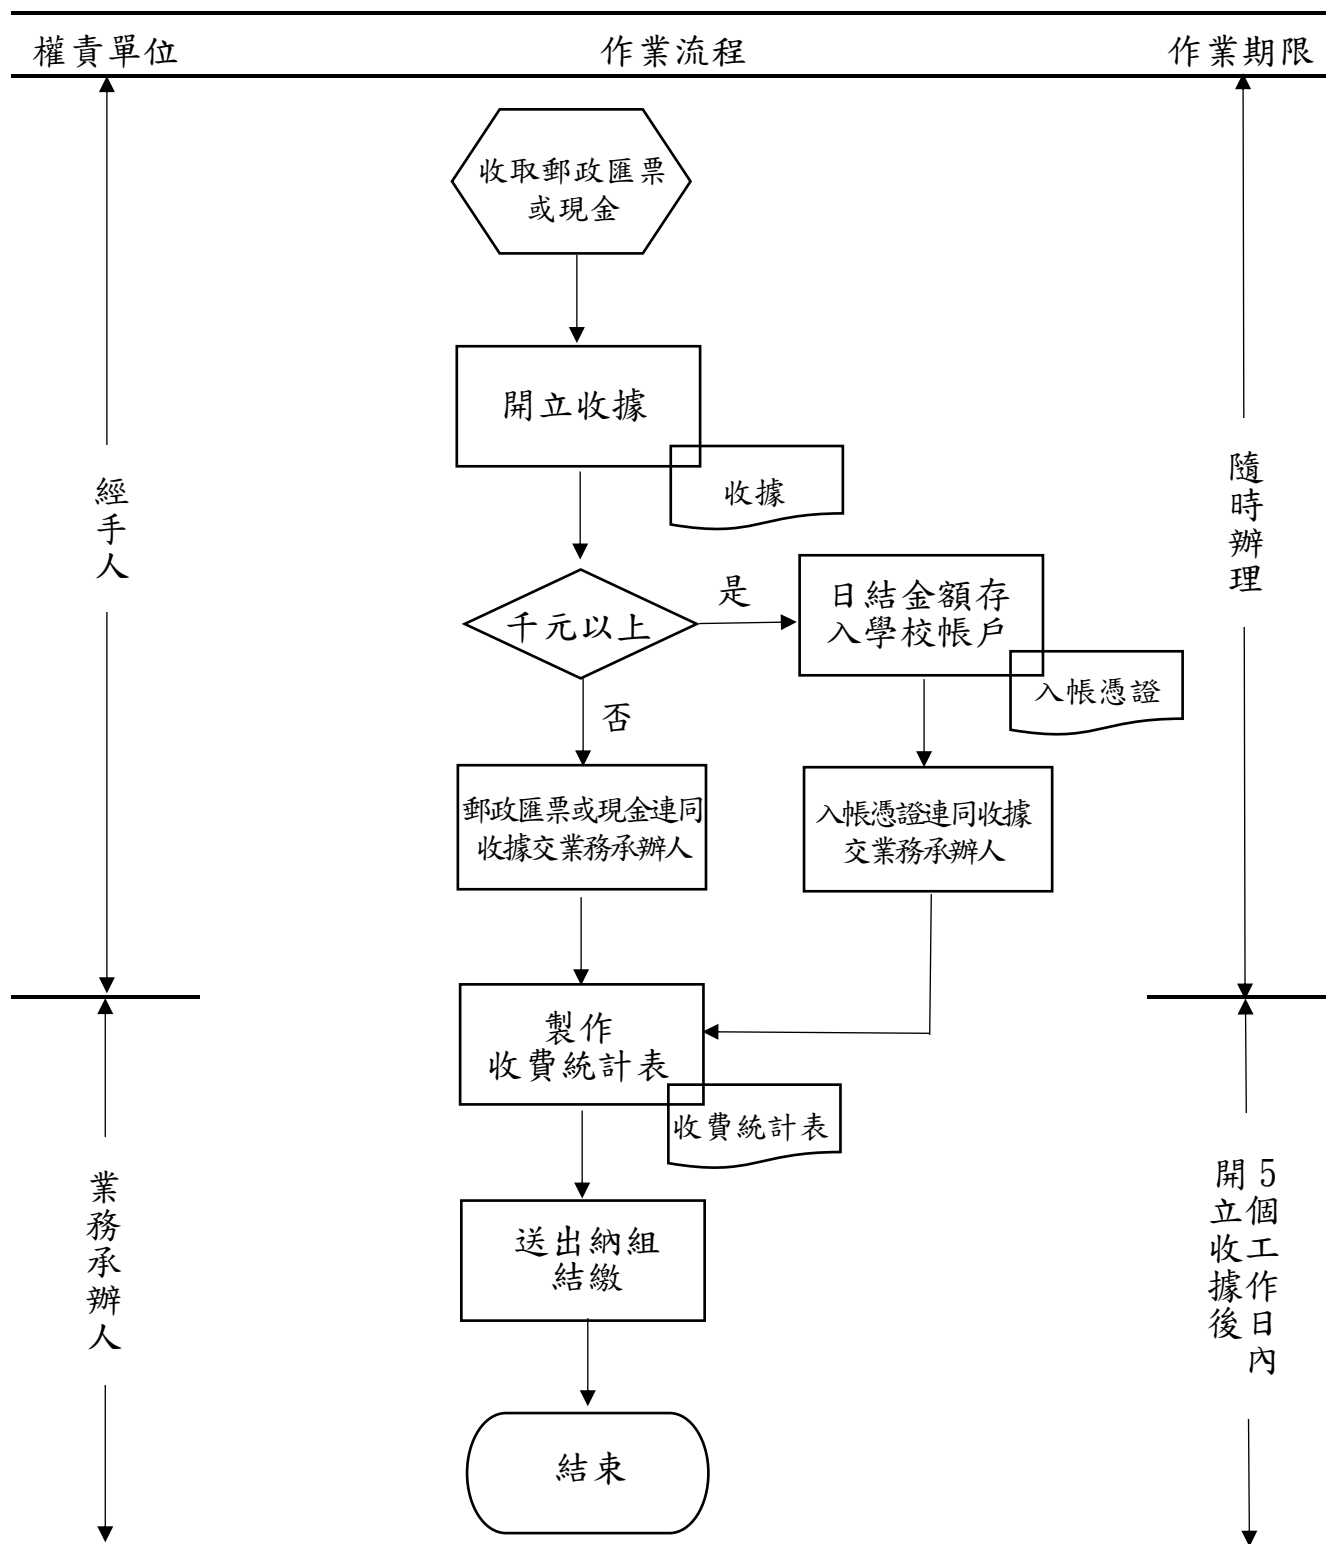 權責單位
作業流程
作業期限
收取郵政匯票
或現金
開立收據
收據
經手人
隨時辦理
千元以上
是
日結金額存
入學校帳戶
入帳憑證
否
郵政匯票或現金連同
收據交業務承辦人
入帳憑證連同收據
交業務承辦人
製作
收費統計表
收費統計表
業務承辦人
開立收據後
5個工作日內
送出納組
結繳
結束